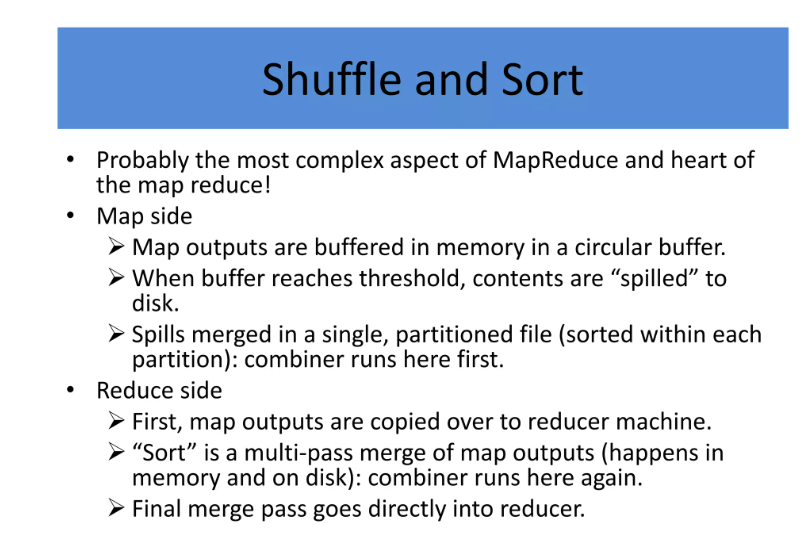 Shuffle and Sort
• Probably the most complex aspect of MapReduce and heart of
the map reduce!
• Map side
➢ Map outputs are buffered in memory in a circular buffer.
➢ When buffer reaches threshold, contents are “spilled” to
disk.
➢ Spills merged in a single, partitioned file (sorted within each
partition): combiner runs here first.
• Reduce side
➢ First, map outputs are copied over to reducer machine.
➢ “Sort” is a multi-pass merge of map outputs (happens in
memory and on disk): combiner runs here again.
➢ Final merge pass goes directly into reducer.